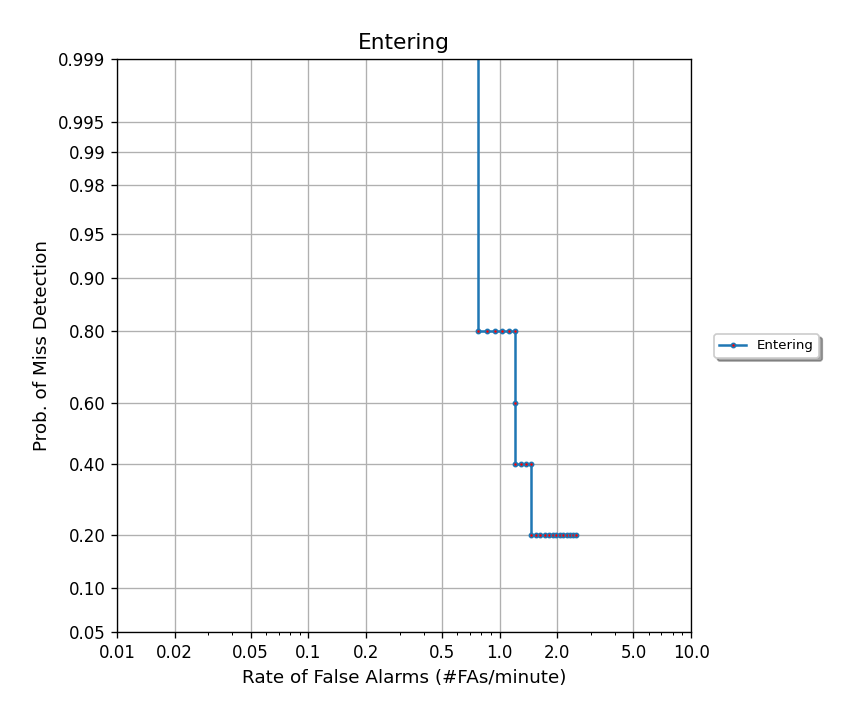 Entering
0.999
0.995
0.99
0.98
0.95
0.90
0.80
0.60
0.40
0.20
0.10
0.05
Prob. of Miss Detection
0.01 0.02 0.05 0.1 0.2 0.5 1.0 2.0 5.0 10.0
Rate of False Alarms (#FAs/minute)
Entering